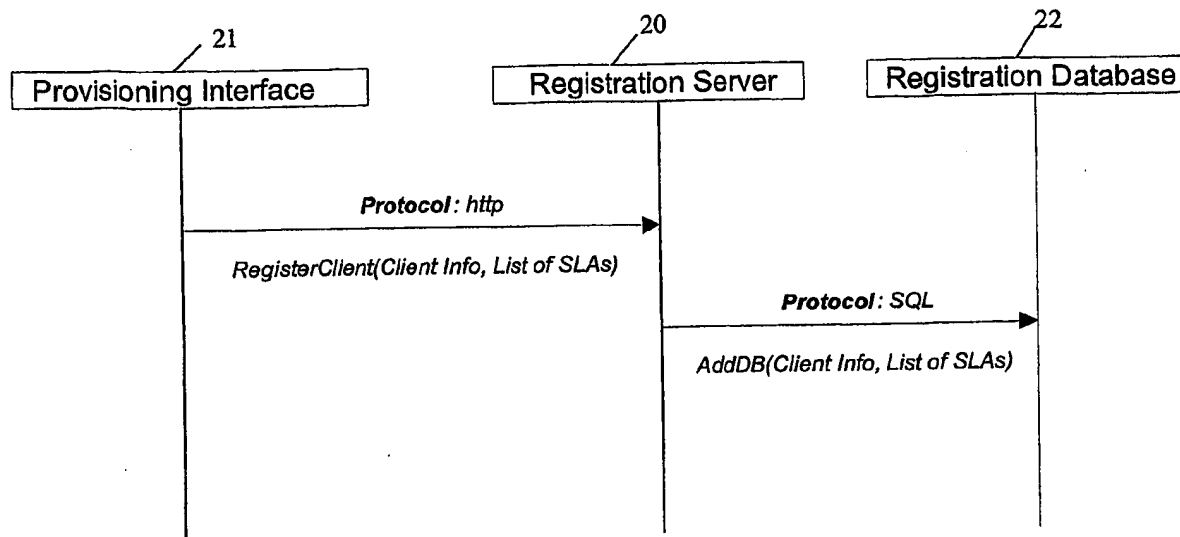 21
20
22
Provisioning Interface
Registration Server
Registration Database
Protocol: http
RegisterClient(Client Info, List of SLAs)
Protocol: SQL
AddDB(Client Info, List of SLAs)